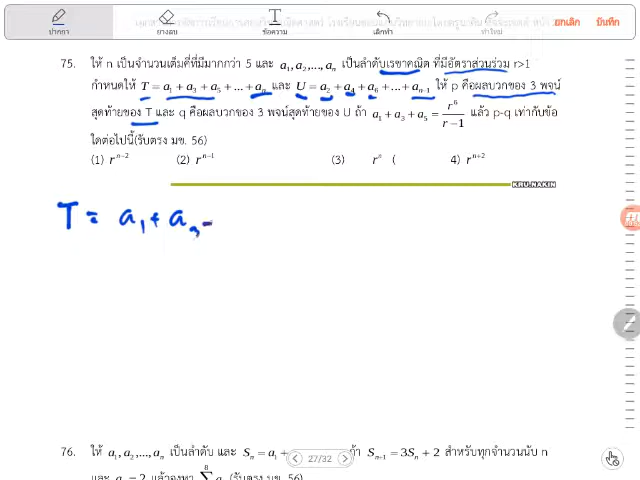 ยกเลิก บันทึก
ปากกา ยางลบ ข้อความ เลิกทำ ทำใหม่
75. ให้ n เป็นจำนวนเต็มคี่ที่มีมากกว่า 5 และ a₁,a₂,...,aₙ เป็นลำดับเรขาคณิต ที่มีอัตราส่วนร่วม r>1
กำหนดให้ T = a₁ + a₃ + a₅ + ... + aₙ และ U = a₂ + a₄ + a₆ + ... + aₙ₋₁ ให้ p คือผลบวกของ 3 พจน์
สุดท้ายของ T และ q คือผลบวกของ 3 พจน์สุดท้ายของ U ถ้า a₁ + a₃ + a₅ = r⁶/(r−1) แล้ว p-q เท่ากับข้อ
ใดต่อไปนี้(รับตรง มข. 56)
(1) rⁿ⁻² (2) rⁿ⁻¹ (3) rⁿ ( 4) rⁿ⁺²
KRU.NAKIN
T = a₁ + a₃
76. ให้ a₁,a₂,...,aₙ เป็นลำดับ และ Sₙ = a₁ + 27/32 ถ้า Sₙ₋₁ = 3Sₙ + 2 สำหรับทุกจำนวนนับ n